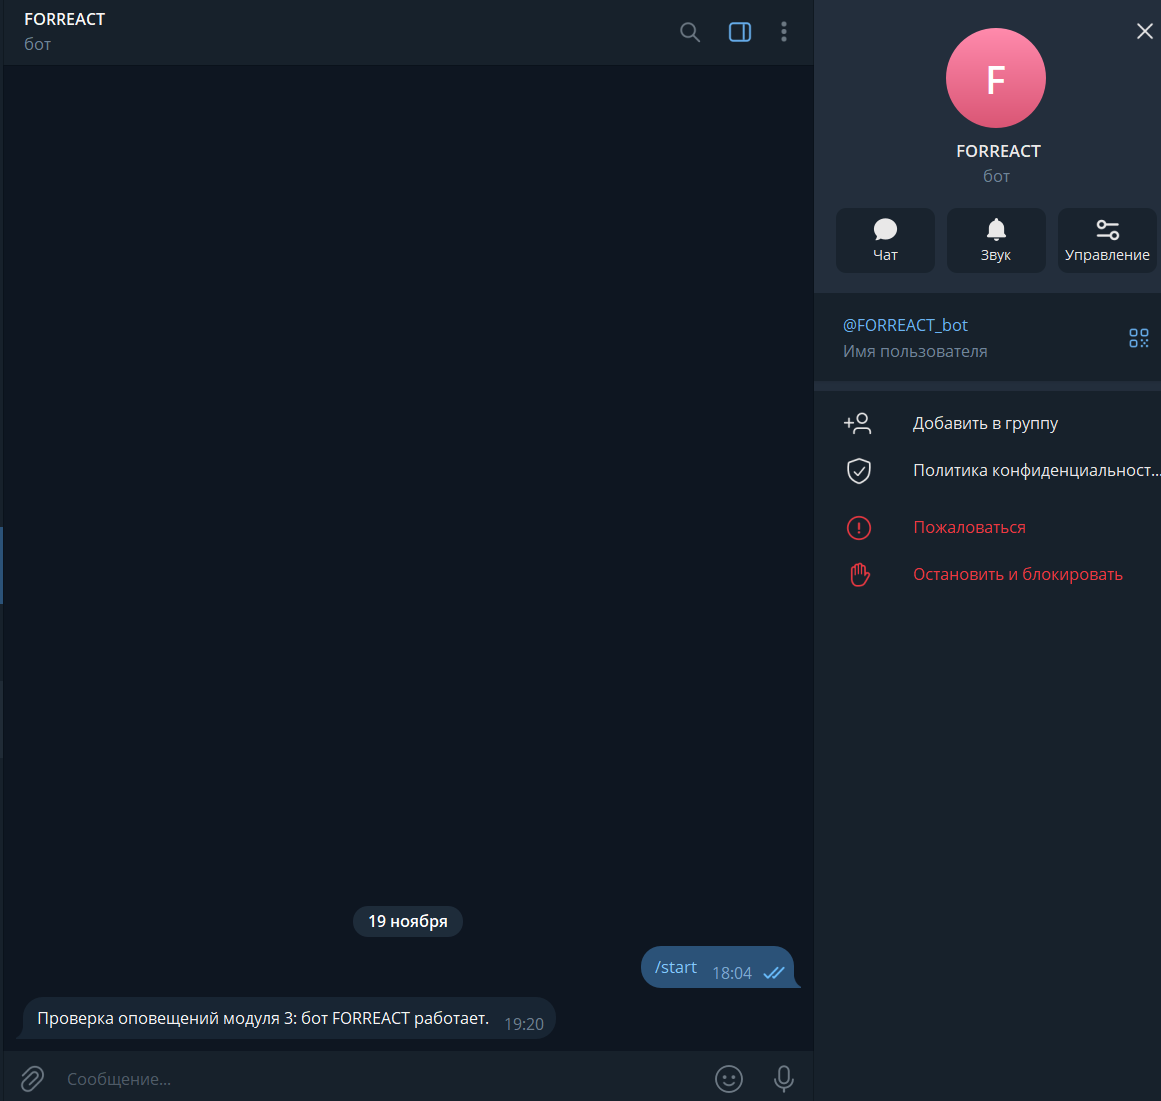 FORREACT
бот
19 ноября
/start 18:04
Проверка оповещений модуля 3: бот FORREACT работает. 19:20
Сообщение...
F
FORREACT
бот
Чат Звук Управление
@FORREACT_bot
Имя пользователя
Добавить в группу
Политика конфиденциальност...
Пожаловаться
Остановить и блокировать